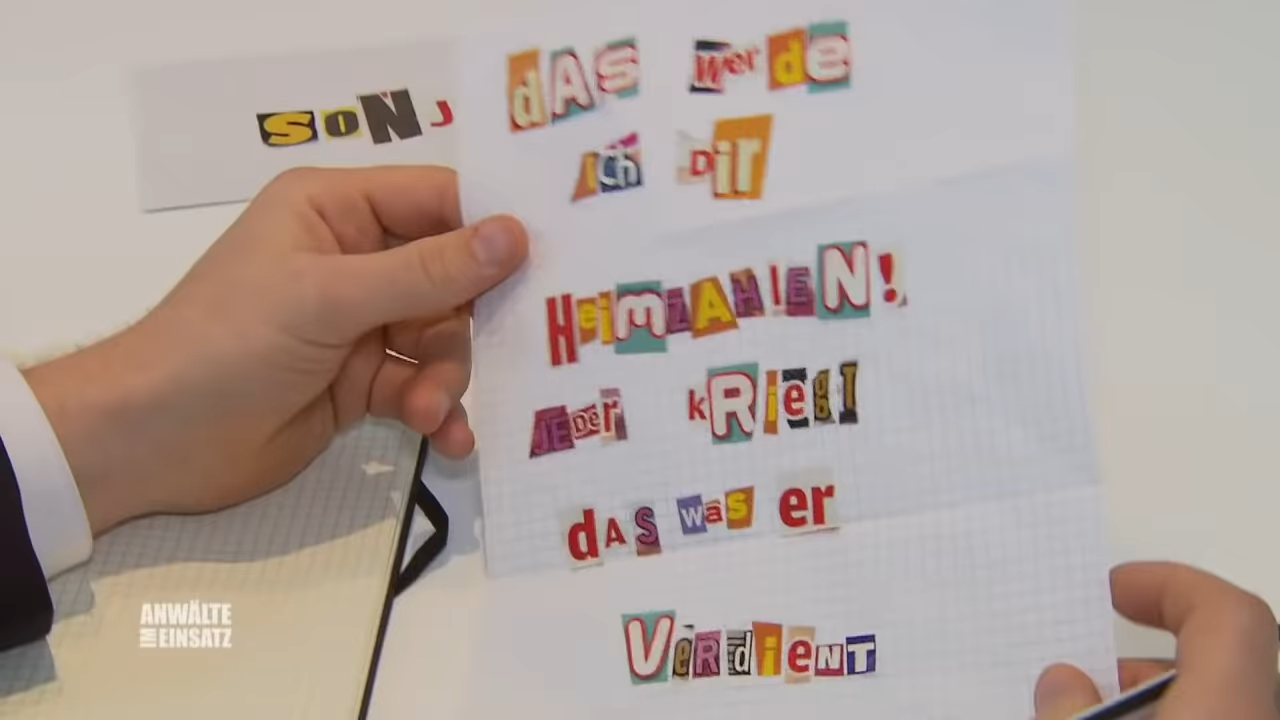 SoNJ
dAS werde
ich Dir
HeimZAHlEN!
JEDer kRiegT
dAS was er
VeRdieNT
ANWÄLTE
IM EINSATZ